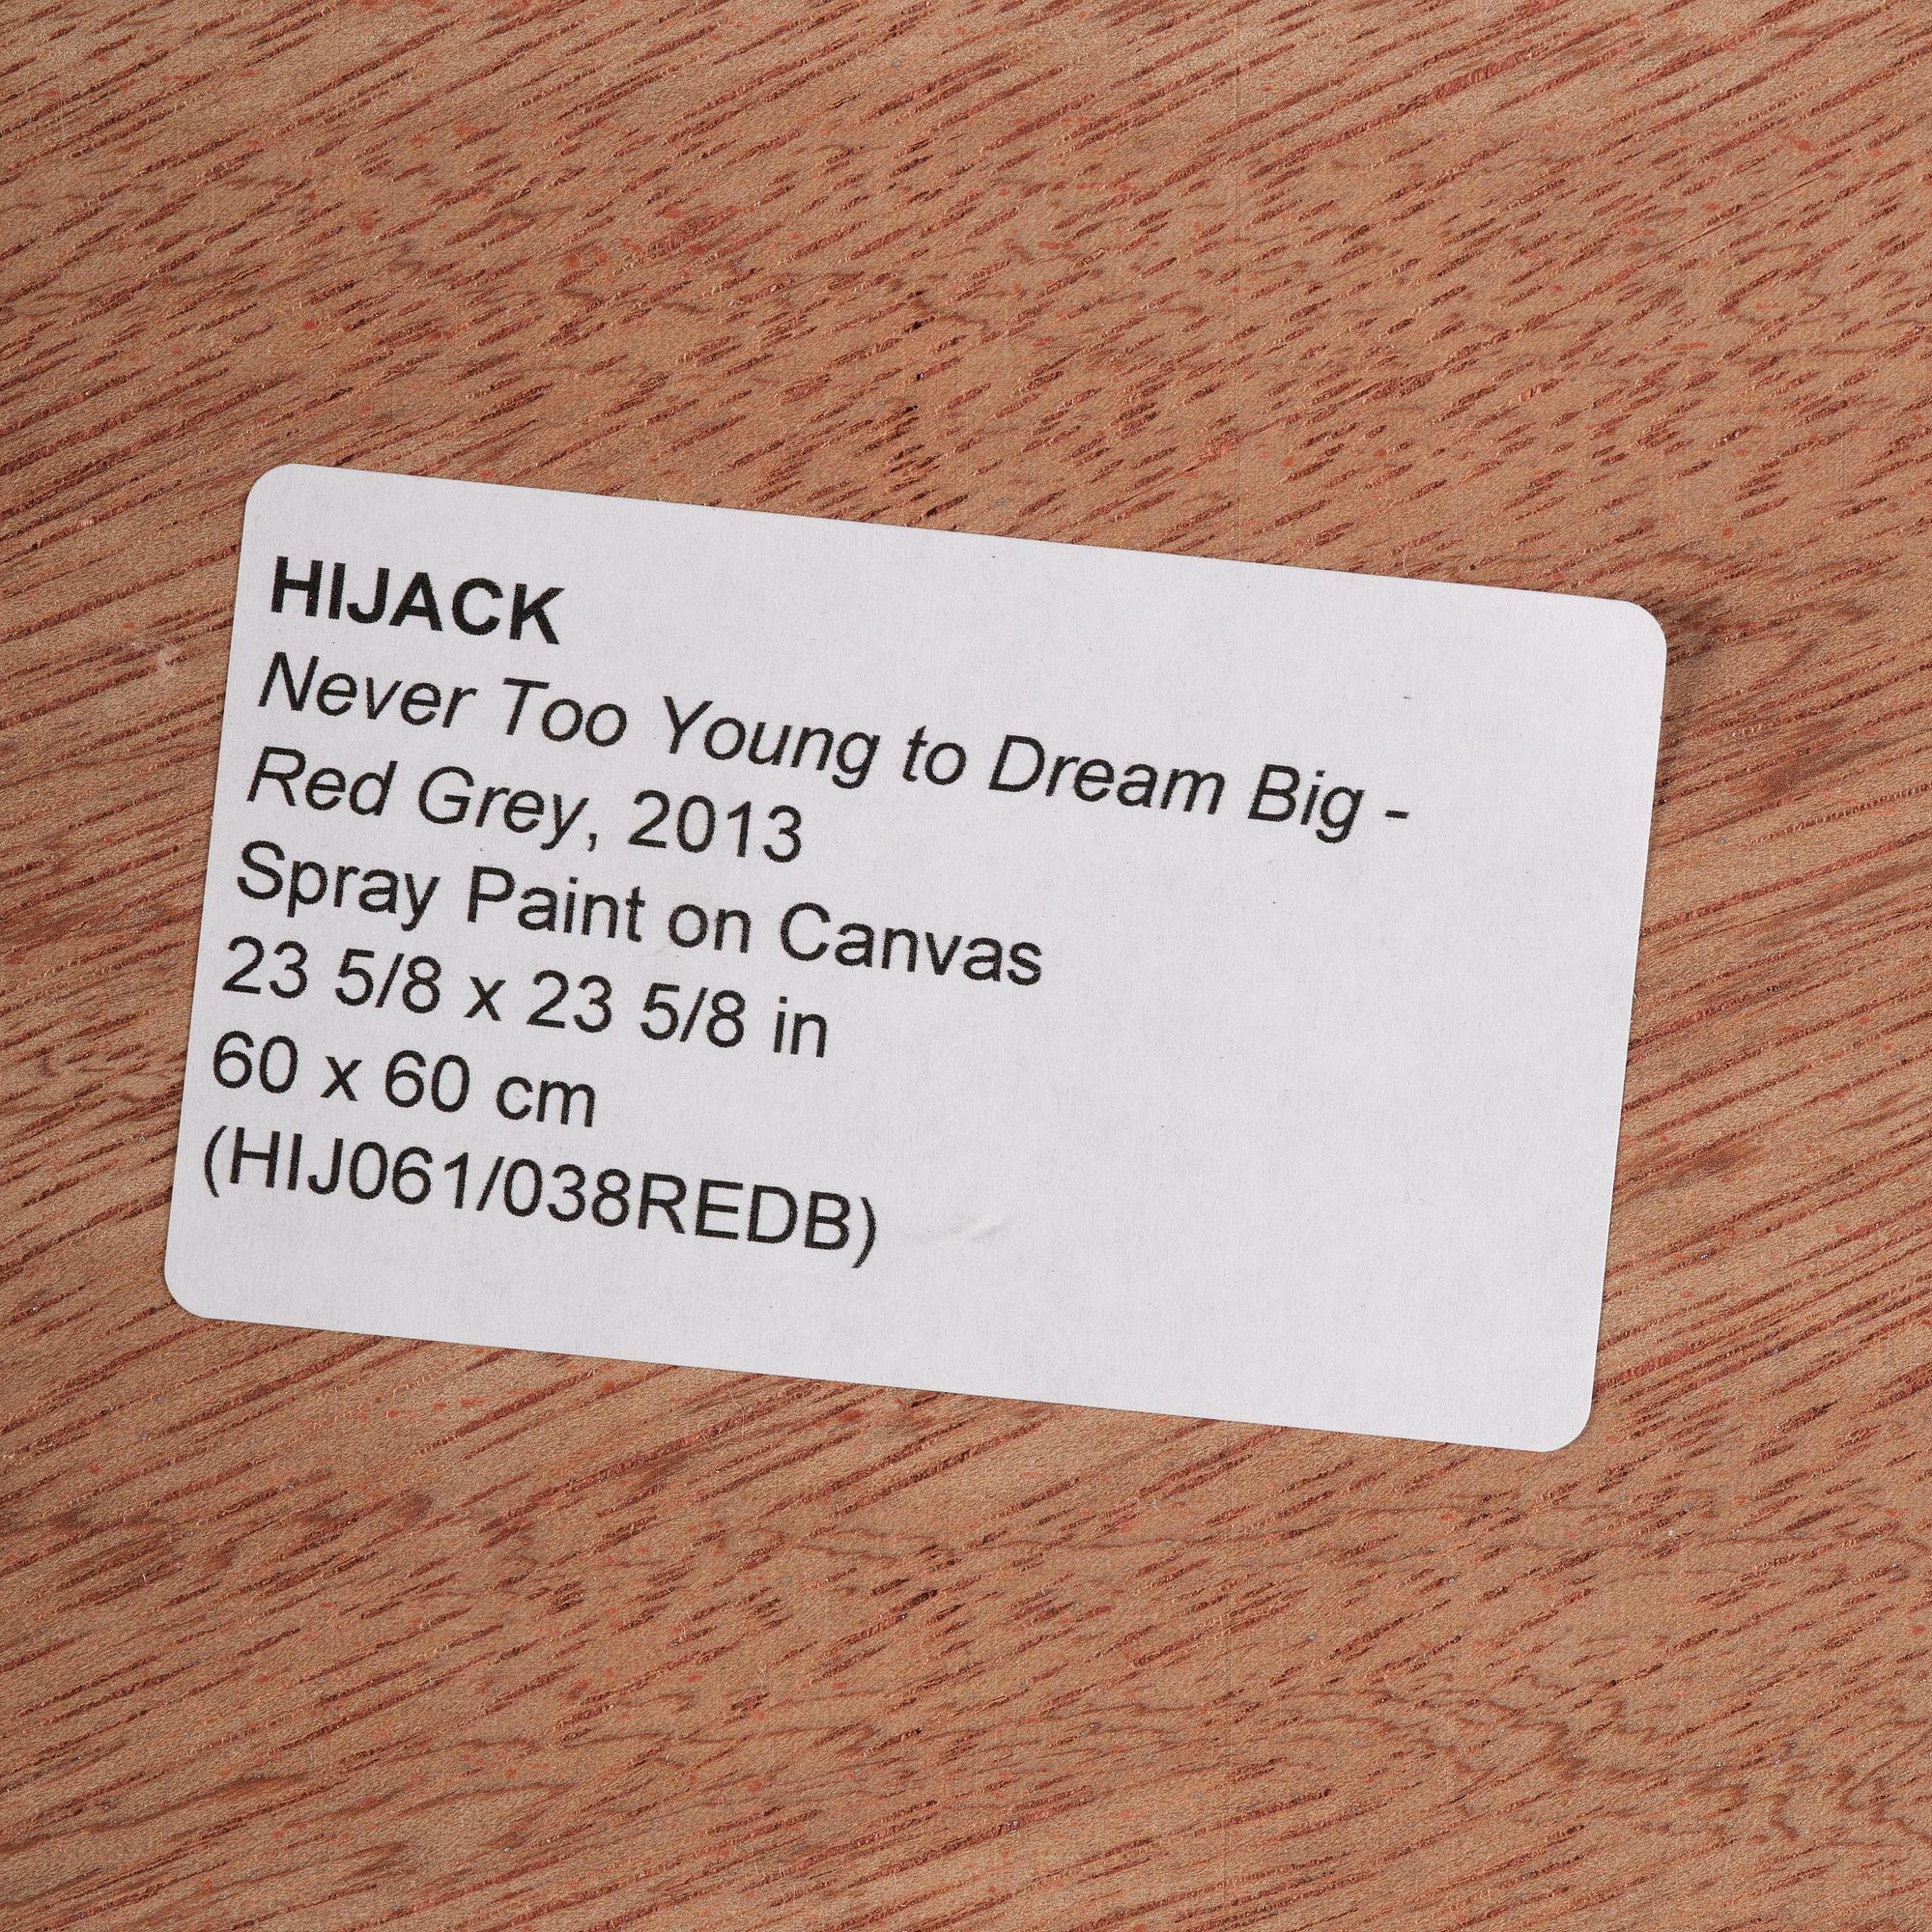 HIJACK
Never Too Young to Dream Big -
Red Grey, 2013
Spray Paint on Canvas
23 5/8 x 23 5/8 in
60 x 60 cm
(HIJ061/038REDB)